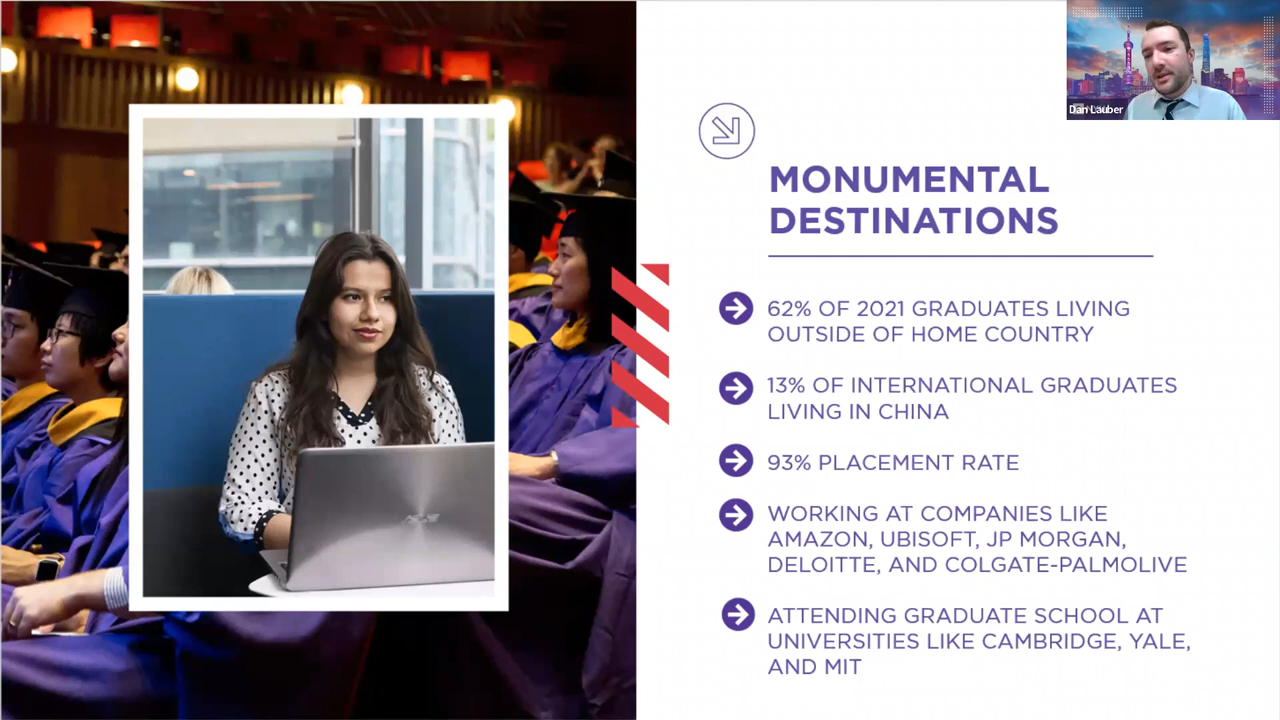 Dan Lauber
MONUMENTAL
DESTINATIONS
62% OF 2021 GRADUATES LIVING
OUTSIDE OF HOME COUNTRY
13% OF INTERNATIONAL GRADUATES
LIVING IN CHINA
93% PLACEMENT RATE
WORKING AT COMPANIES LIKE
AMAZON, UBISOFT, JP MORGAN,
DELOITTE, AND COLGATE-PALMOLIVE
ATTENDING GRADUATE SCHOOL AT
UNIVERSITIES LIKE CAMBRIDGE, YALE,
AND MIT